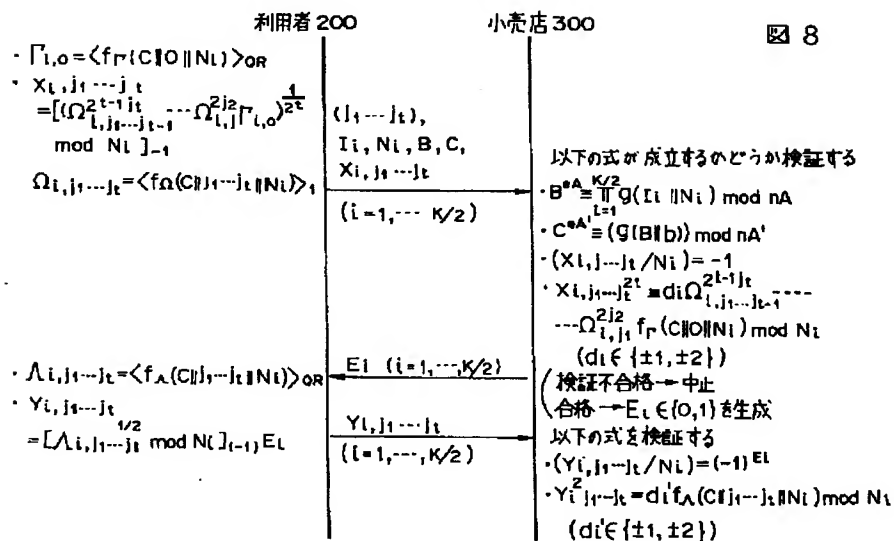 利用者200
小売店300
図 8
・Γi,0=<fΓ(C‖0‖Ni)>QR
・Xi,j1…jt
=[(Ω^{2^{t-1}jt}_{i,j1…jt-1} …Ω^{2j2}_{i,j}Γi,0)^{1/2^t}
mod Ni]-1
Ωi,j1…jt=<fΩ(C‖j1…jt‖Ni)>1
(j1…jt),
Ii, Ni, B, C,
Xi,j1…jt
(i=1,…K/2)
以下の式が成立するかどうか検証する
・B^{eA}≡Π^{K/2}_{i=1} g(Ii‖Ni) mod nA
・C^{eA'}≡(g(B‖b)) mod nA'
・(Xi,j…jt/Ni)=-1
・Xi,j1…jt^{2^t}≡diΩ^{2^{t-1}jt}_{i,j1…jt-1}……
…Ω^{2j2}_{i,j1} fΓ(C‖0‖Ni) mod Ni
(di∈{±1,±2})
Ei (i=1,…,K/2)
検証不合格→中止
合格→Ei∈{0,1}を生成
・Λi,j1…jt=<fΛ(C‖j1…jt‖Ni)>QR
・Yi,j1…jt
=[Λi,j1…jt^{1/2} mod Ni](-1)Ei
Yi,j1…jt
(i=1,…,K/2)
以下の式を検証する
・(Yi,j1…jt/Ni)=(-1)^{Ei}
・Yi^2 j1…jt=di'fΛ(C‖j1…jt‖Ni) mod Ni
(di'∈{±1,±2})